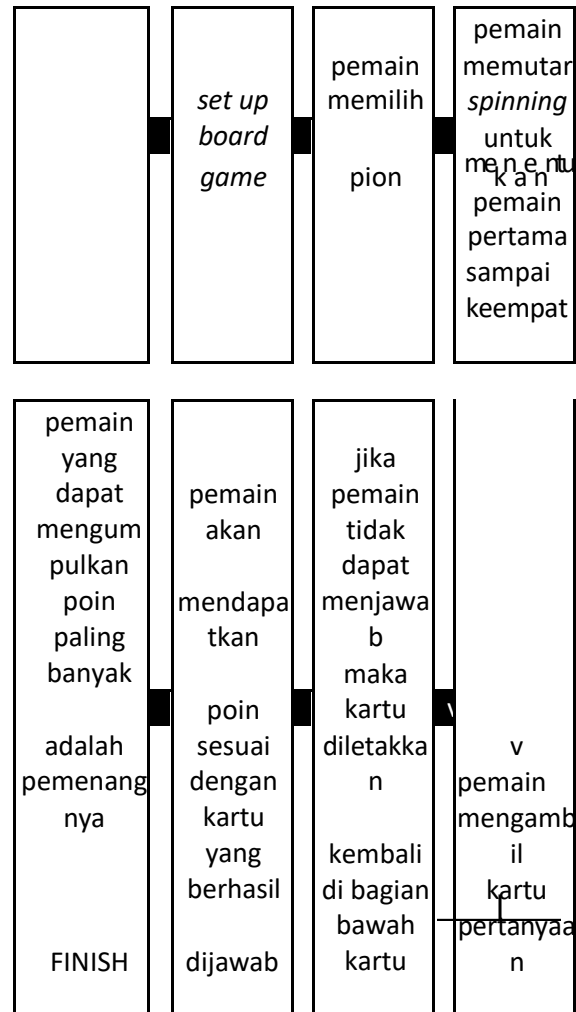 set up
board
game
pemain
memilih
pion
pemain
memutar
spinning
untuk
menentu
kan
pemain
pertama
sampai
keempat
pemain
yang
dapat
mengum
pulkan
poin
paling
banyak
adalah
pemenang
nya
FINISH
pemain
akan
mendapa
tkan
poin
sesuai
dengan
kartu
yang
berhasil
dijawab
jika
pemain
tidak
dapat
menjawa
b
maka
kartu
diletakka
n
kembali
di bagian
bawah
kartu
v
pemain
mengamb
il
kartu
pertanyaa
n